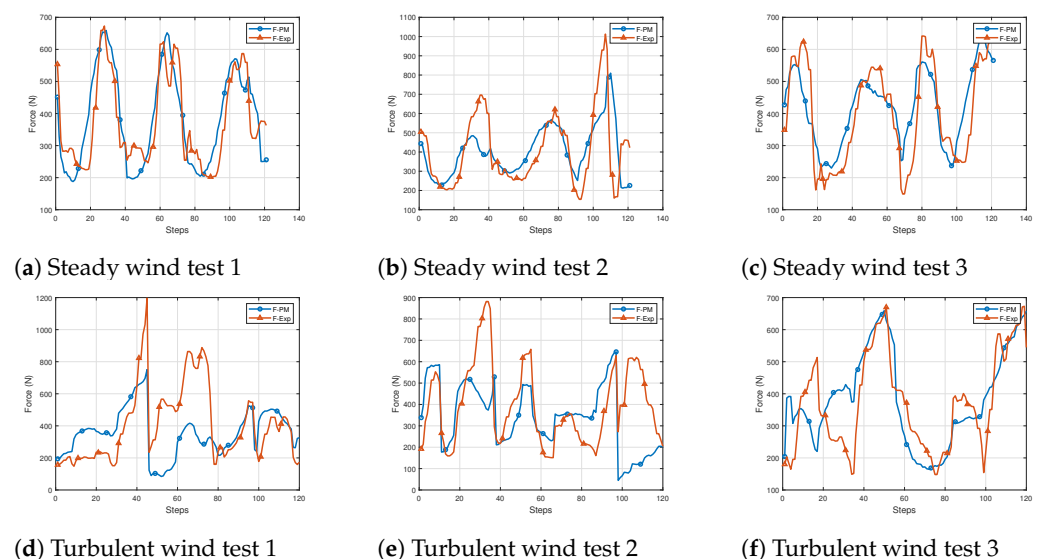 700
600
500
400
300
200
100
Force (N)
0 20 40 60 80 100 120 140
Steps
F-PM
F-Exp
(a) Steady wind test 1
1100
1000
900
800
700
600
500
400
300
200
100
Force (N)
0 20 40 60 80 100 120 140
Steps
F-PM
F-Exp
(b) Steady wind test 2
700
600
500
400
300
200
100
Force (N)
0 20 40 60 80 100 120 140
Steps
F-PM
F-Exp
(c) Steady wind test 3
1200
1000
800
600
400
200
0
Force (N)
0 20 40 60 80 100 120
Steps
F-PM
F-Exp
(d) Turbulent wind test 1
900
800
700
600
500
400
300
200
100
0
Force (N)
0 20 40 60 80 100 120
Steps
F-PM
F-Exp
(e) Turbulent wind test 2
700
600
500
400
300
200
100
Force (N)
0 20 40 60 80 100 120
Steps
F-PM
F-Exp
(f) Turbulent wind test 3